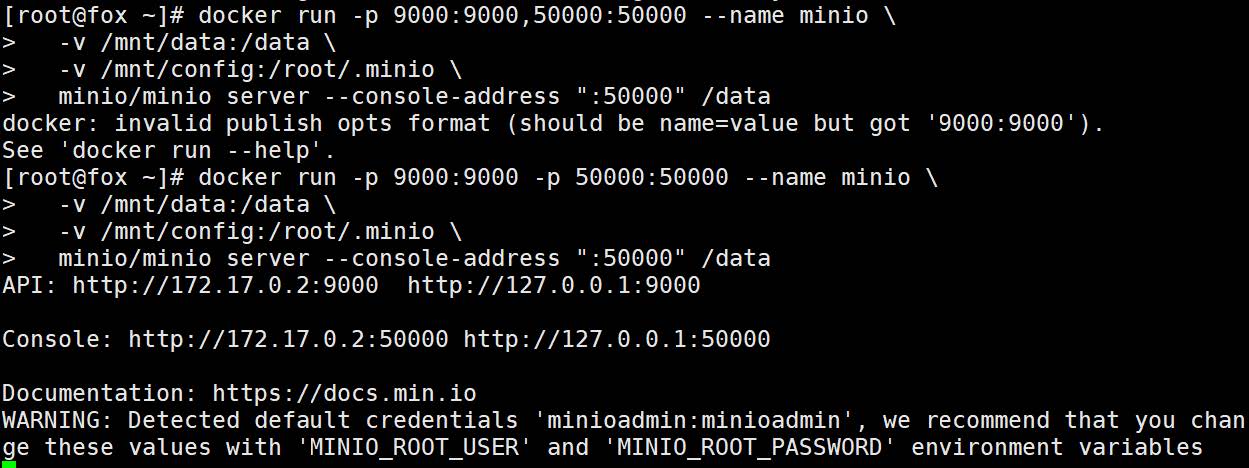 [root@fox ~]# docker run -p 9000:9000,50000:50000 --name minio \
>   -v /mnt/data:/data \
>   -v /mnt/config:/root/.minio \
>   minio/minio server --console-address ":50000" /data
docker: invalid publish opts format (should be name=value but got '9000:9000').
See 'docker run --help'.
[root@fox ~]# docker run -p 9000:9000 -p 50000:50000 --name minio \
>   -v /mnt/data:/data \
>   -v /mnt/config:/root/.minio \
>   minio/minio server --console-address ":50000" /data
API: http://172.17.0.2:9000  http://127.0.0.1:9000
Console: http://172.17.0.2:50000 http://127.0.0.1:50000
Documentation: https://docs.min.io
WARNING: Detected default credentials 'minioadmin:minioadmin', we recommend that you chan
ge these values with 'MINIO_ROOT_USER' and 'MINIO_ROOT_PASSWORD' environment variables